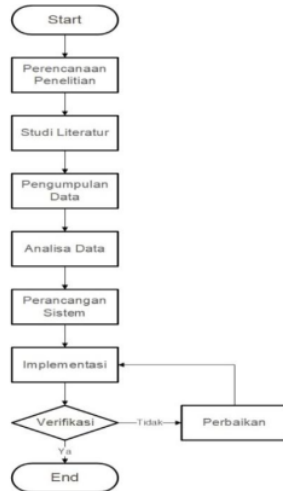 Start
Perencanaan
Penelitian
Studi Literatur
Pengumpulan
Data
Analisa Data
Perancangan
Sistem
Implementasi
Verifikasi
Tidak
Perbaikan
Ya
End